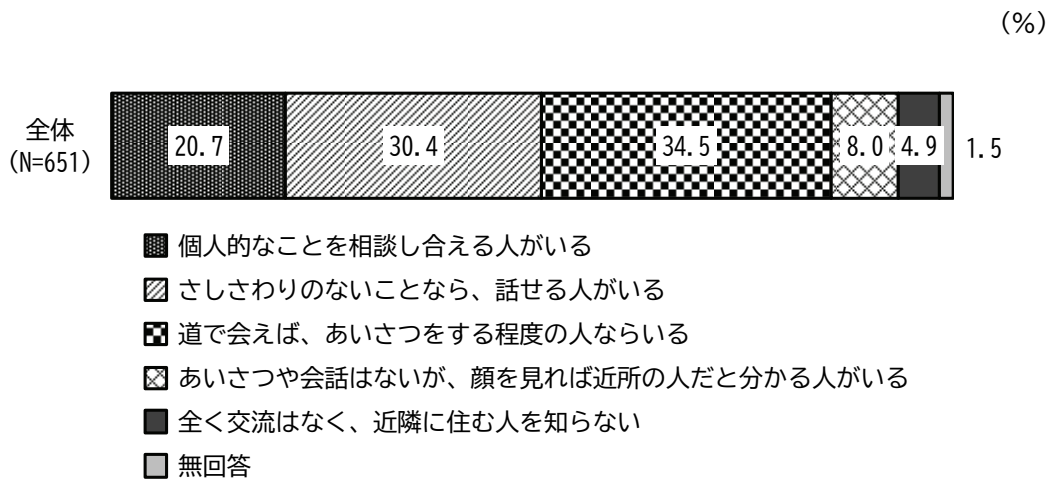 （％）
全体
（N=651）
20.7 30.4 34.5 8.0 4.9 1.5
個人的なことを相談し合える人がいる
さしさわりのないことなら、話せる人がいる
道で会えば、あいさつをする程度の人ならいる
あいさつや会話はないが、顔を見れば近所の人だと分かる人がいる
全く交流はなく、近隣に住む人を知らない
無回答